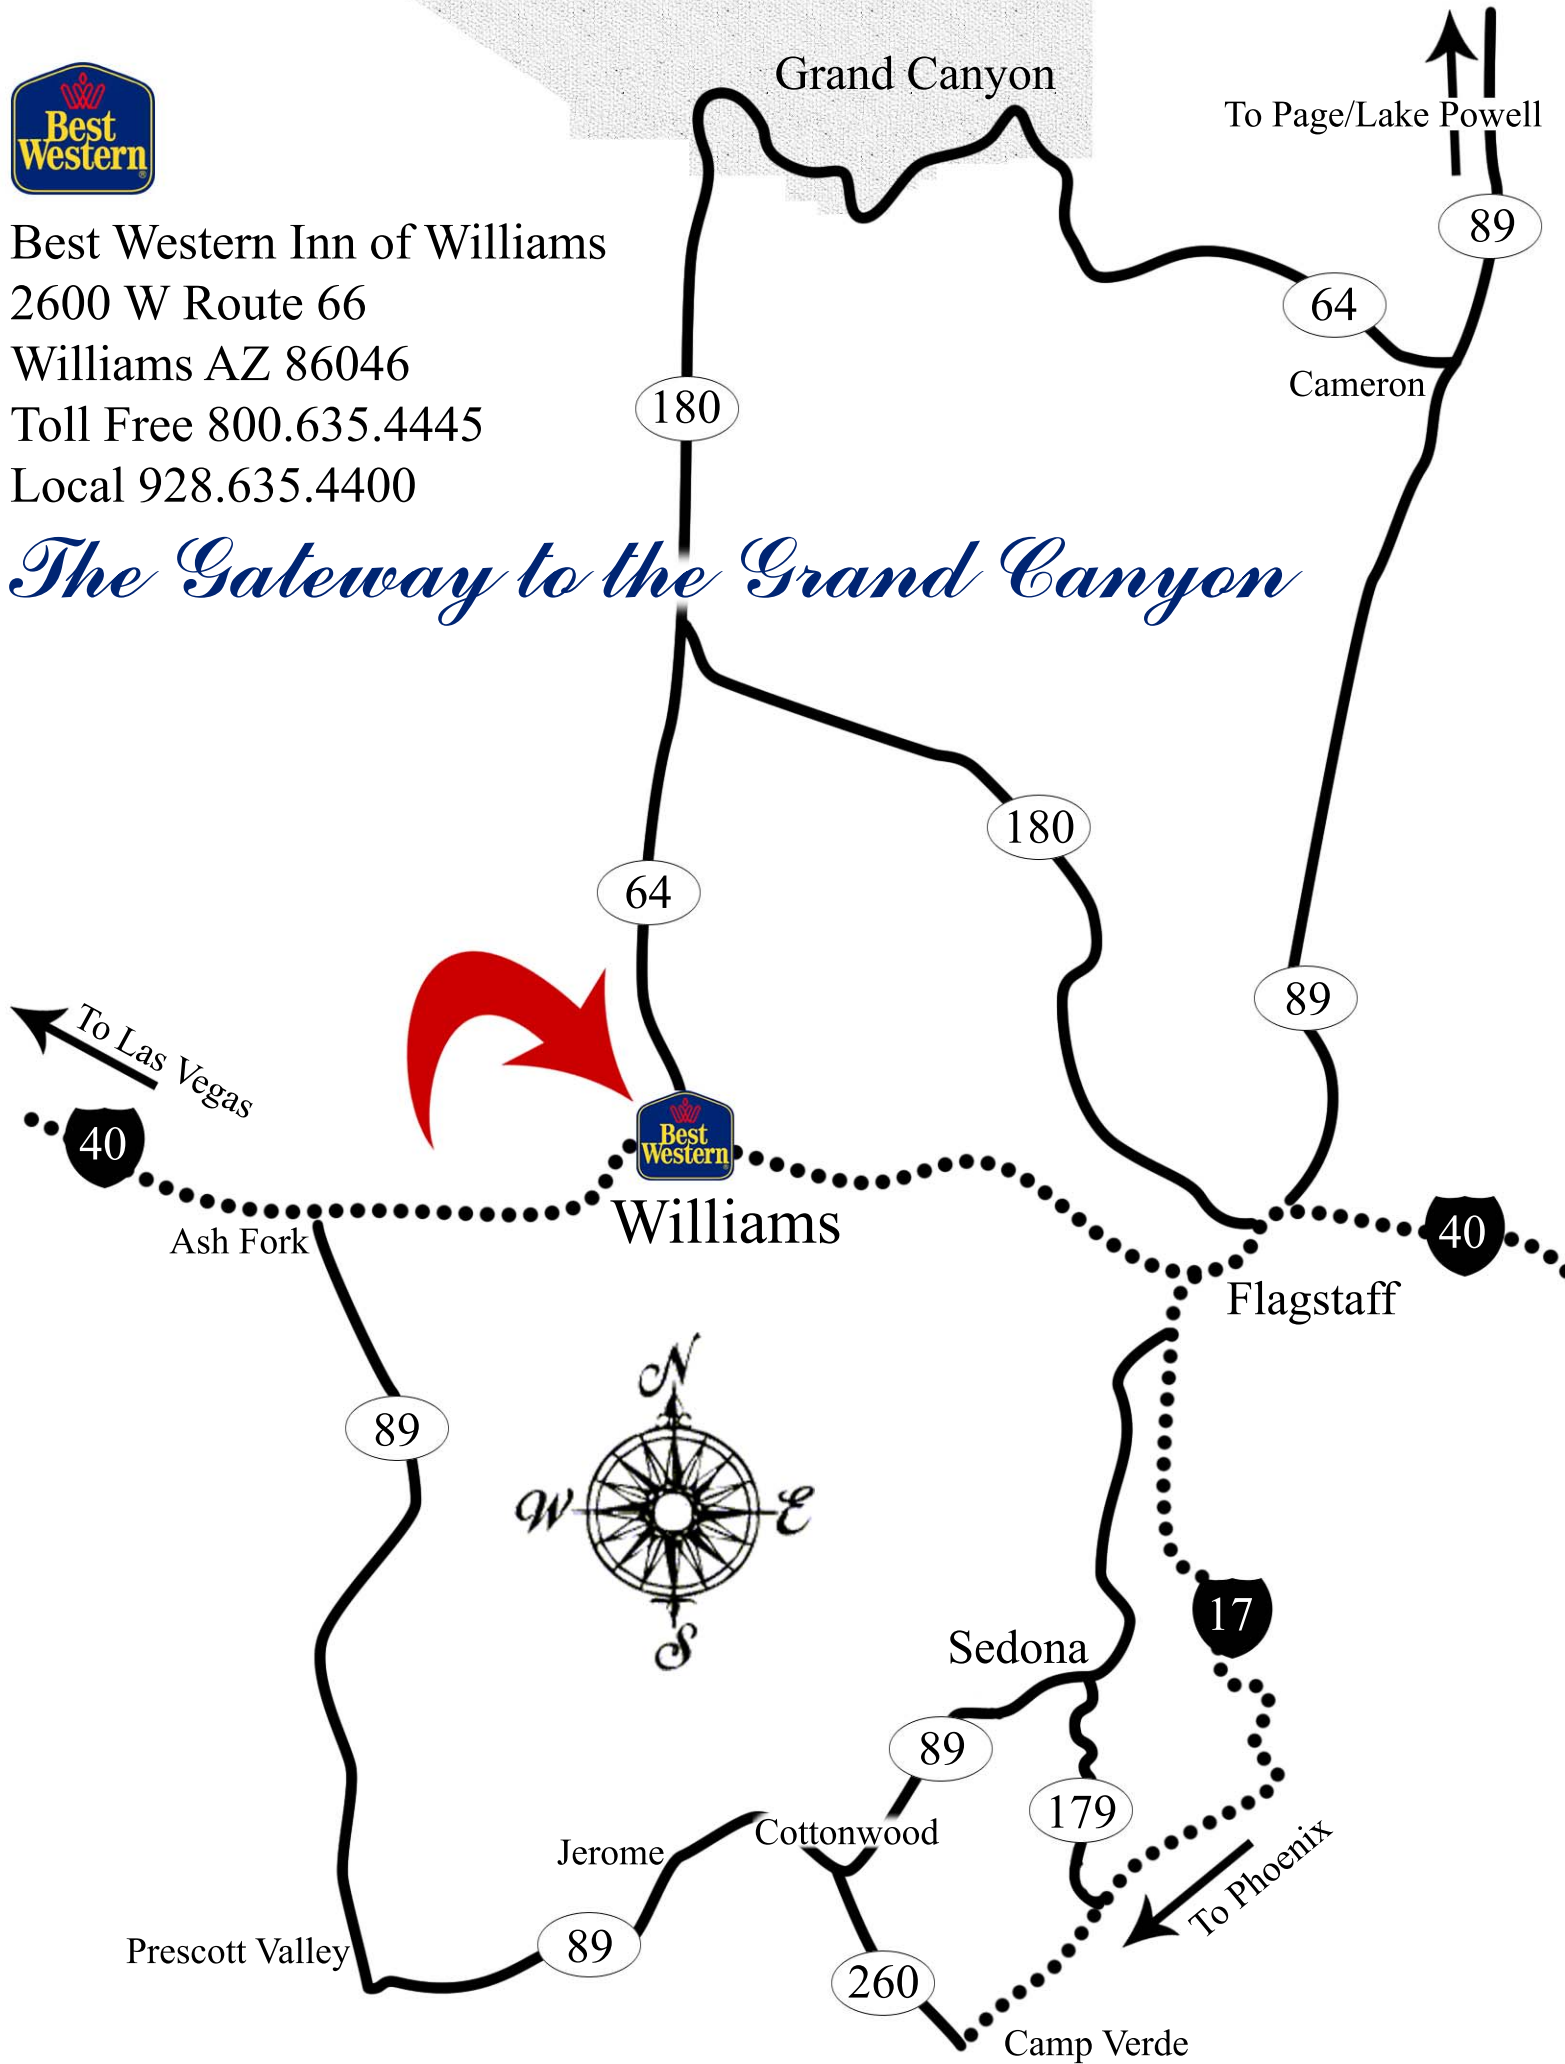 Grand Canyon
To Page/Lake Powell
Best
Western
®
89
Best Western Inn of Williams
2600 W Route 66
Williams AZ 86046
Toll Free 800.635.4445
Local 928.635.4400
64
Cameron
180
The Gateway to the Grand Canyon
180
64
89
To Las Vegas
40
Best
Western
Williams
Ash Fork
40
Flagstaff
N
89
W
E
S
17
Sedona
89
179
Cottonwood
Jerome
To Phoenix
Prescott Valley
89
260
Camp Verde